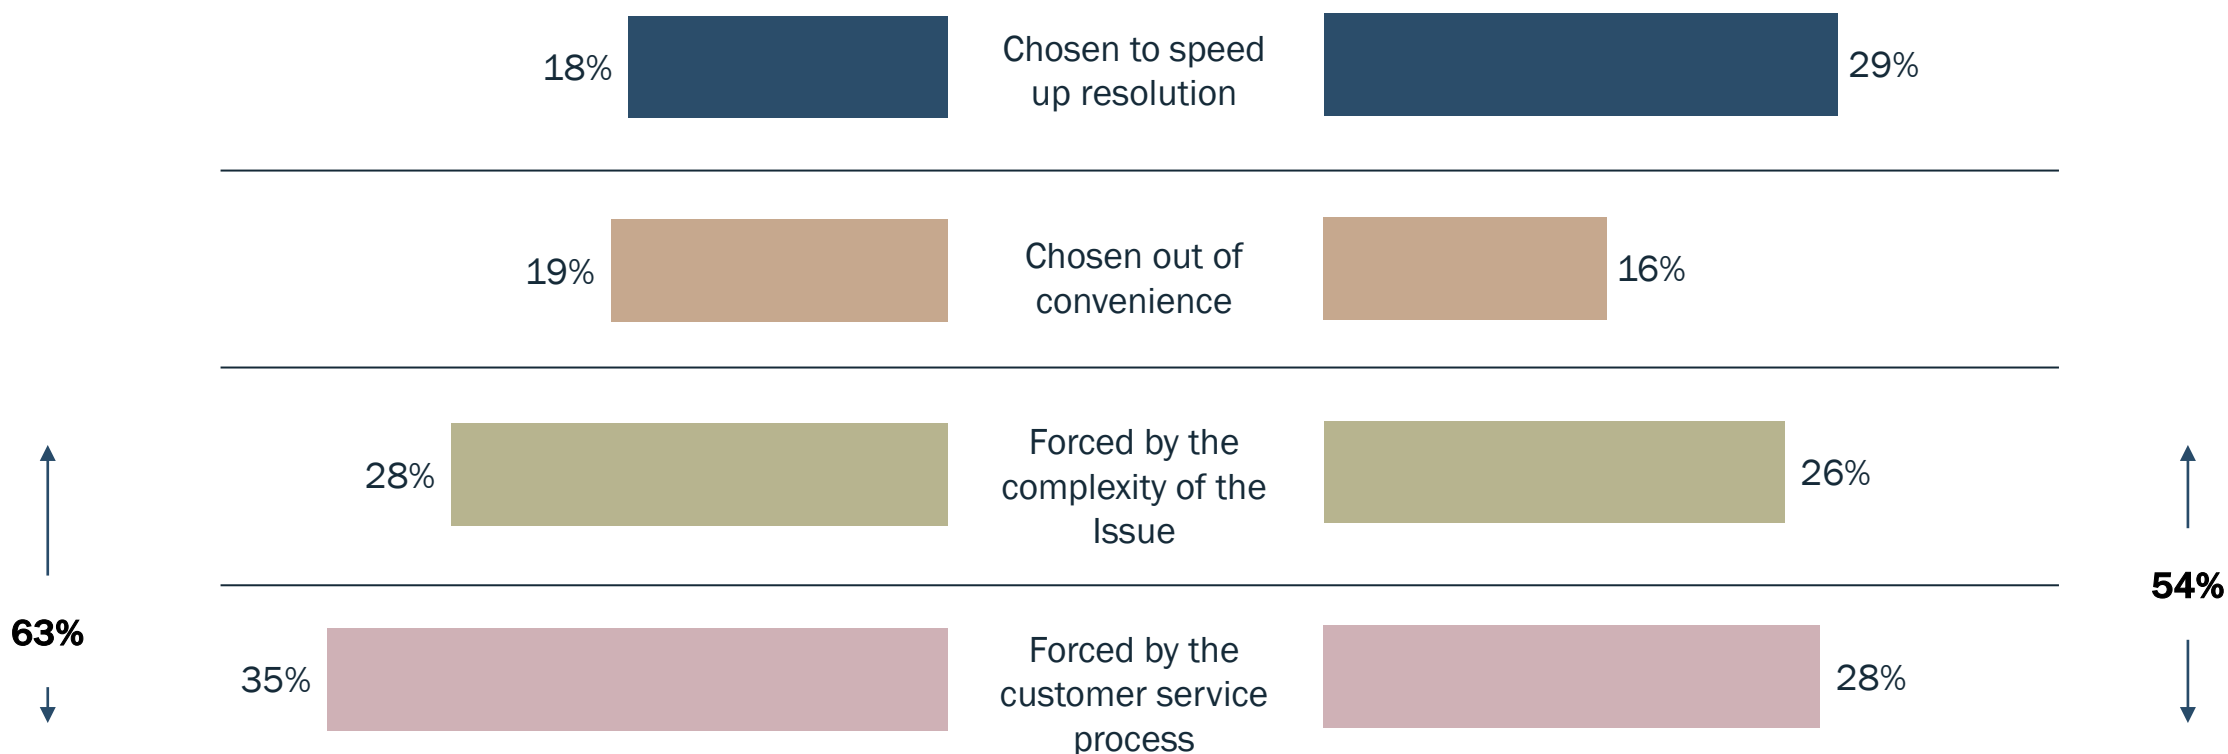 18%
Chosen to speed
up resolution
29%
19%
Chosen out of
convenience
16%
28%
Forced by the
complexity of the
Issue
26%
63%
54%
35%
Forced by the
customer service
process
28%